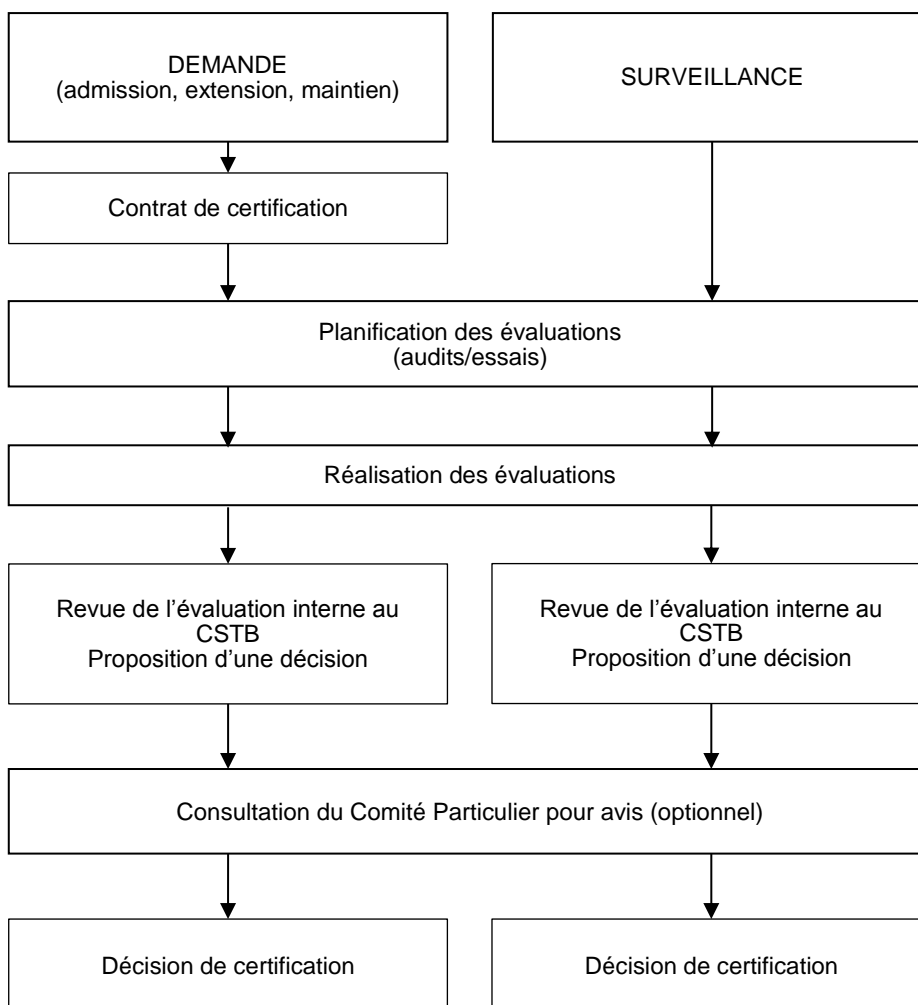 DEMANDE
(admission, extension, maintien)
SURVEILLANCE
Contrat de certification
Planification des évaluations
(audits/essais)
Réalisation des évaluations
Revue de l’évaluation interne au
CSTB
Proposition d’une décision
Revue de l’évaluation interne au
CSTB
Proposition d’une décision
Consultation du Comité Particulier pour avis (optionnel)
Décision de certification
Décision de certification